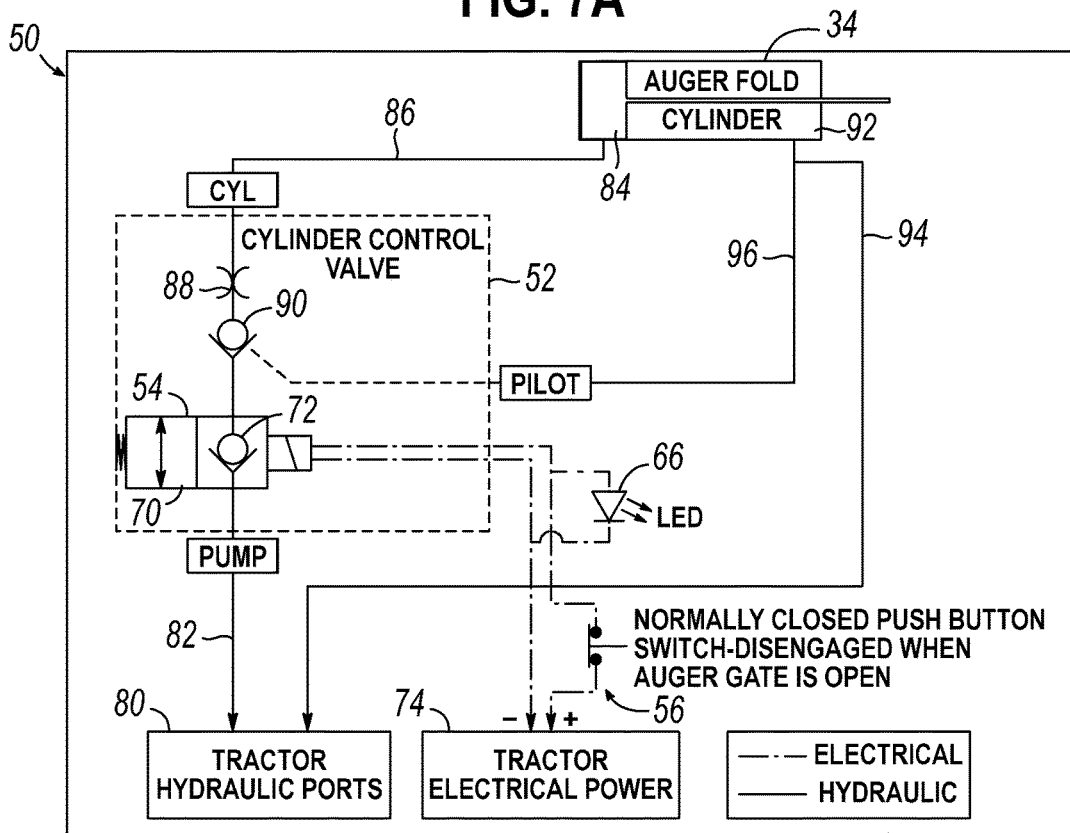 FIG. 7A
50
34
AUGER FOLD
CYLINDER
92
86
84
CYL
CYLINDER CONTROL
VALVE
94
96
52
88
90
PILOT
54
72
66
LED
70
PUMP
82
NORMALLY CLOSED PUSH BUTTON
SWITCH-DISENGAGED WHEN
AUGER GATE IS OPEN
56
80
74
- +
TRACTOR
HYDRAULIC PORTS
TRACTOR
ELECTRICAL POWER
ELECTRICAL
HYDRAULIC